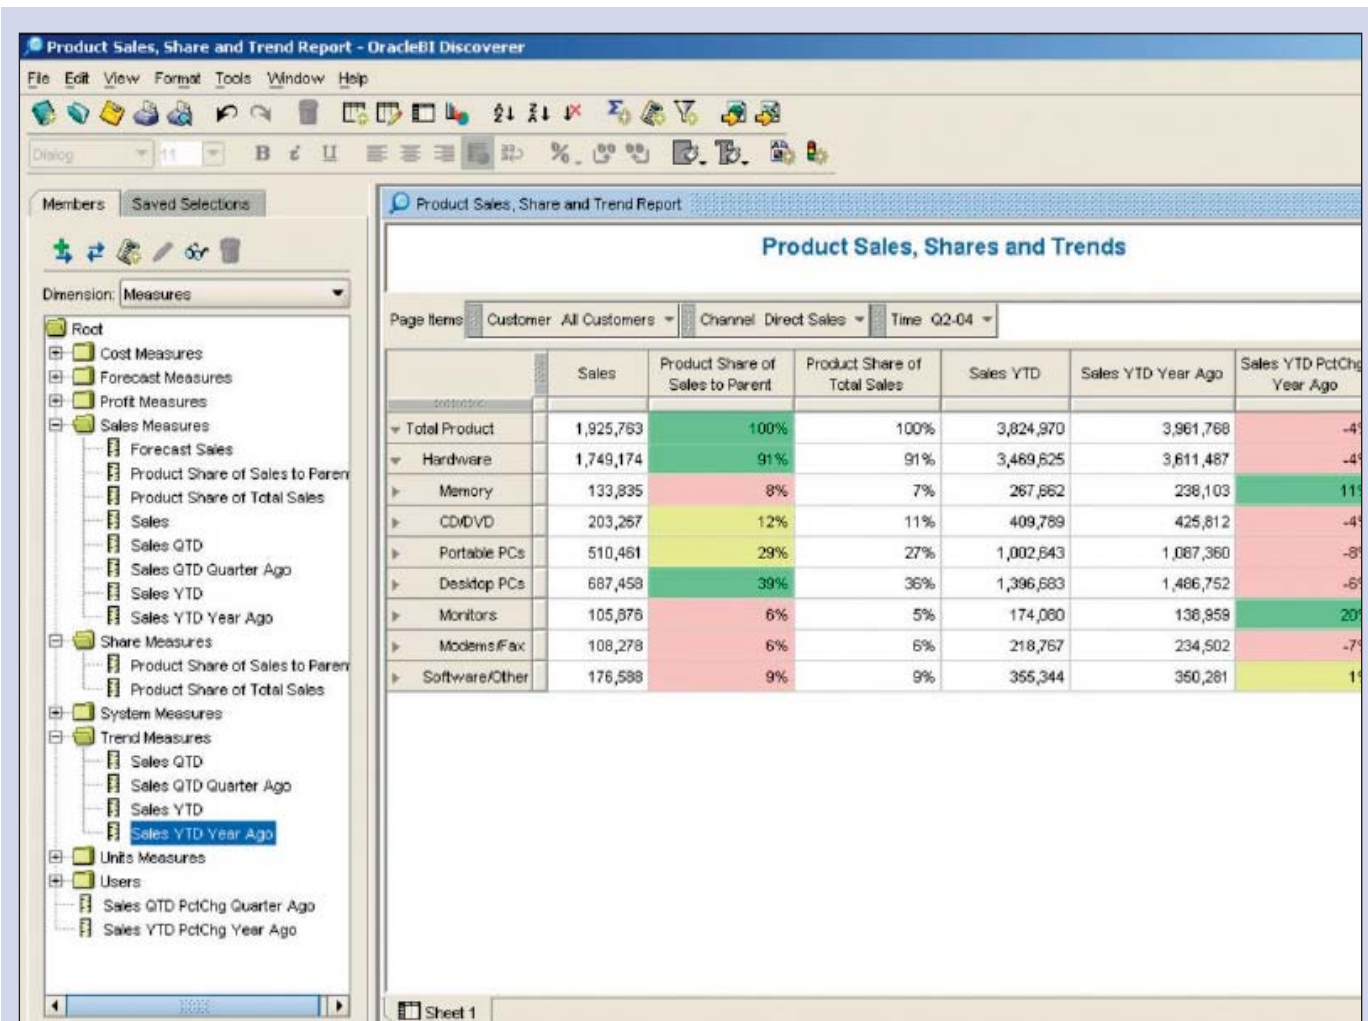 Product Sales, Share and Trend Report - OracleBI Discoverer
File Edit View Format Tools Window Help
Dialog 11 B i U %
Members Saved Selections
Dimension: Measures
Root
Cost Measures
Forecast Measures
Profit Measures
Sales Measures
Forecast Sales
Product Share of Sales to Paren
Product Share of Total Sales
Sales
Sales QTD
Sales QTD Quarter Ago
Sales YTD
Sales YTD Year Ago
Share Measures
Product Share of Sales to Paren
Product Share of Total Sales
System Measures
Trend Measures
Sales QTD
Sales QTD Quarter Ago
Sales YTD
Sales YTD Year Ago
Units Measures
Users
Sales QTD PctChg Quarter Ago
Sales YTD PctChg Year Ago
Product Sales, Share and Trend Report
Product Sales, Shares and Trends
Page Items Customer All Customers Channel Direct Sales Time Q2-04
Sales Product Share of Sales to Parent Product Share of Total Sales Sales YTD Sales YTD Year Ago Sales YTD PctChg Year Ago
Total Product 1,925,763 100% 100% 3,824,970 3,961,768 -4%
Hardware 1,749,174 91% 91% 3,469,625 3,611,487 -4%
Memory 133,835 8% 7% 267,662 238,103 11%
CD/DVD 203,267 12% 11% 409,789 425,812 -4%
Portable PCs 510,461 29% 27% 1,002,643 1,087,360 -8%
Desktop PCs 687,458 39% 36% 1,396,683 1,486,752 -6%
Monitors 105,876 6% 5% 174,080 138,959 20%
Modems/Fax 108,278 6% 6% 218,767 234,502 -7%
Software/Other 176,588 9% 9% 355,344 350,281 1%
Sheet 1